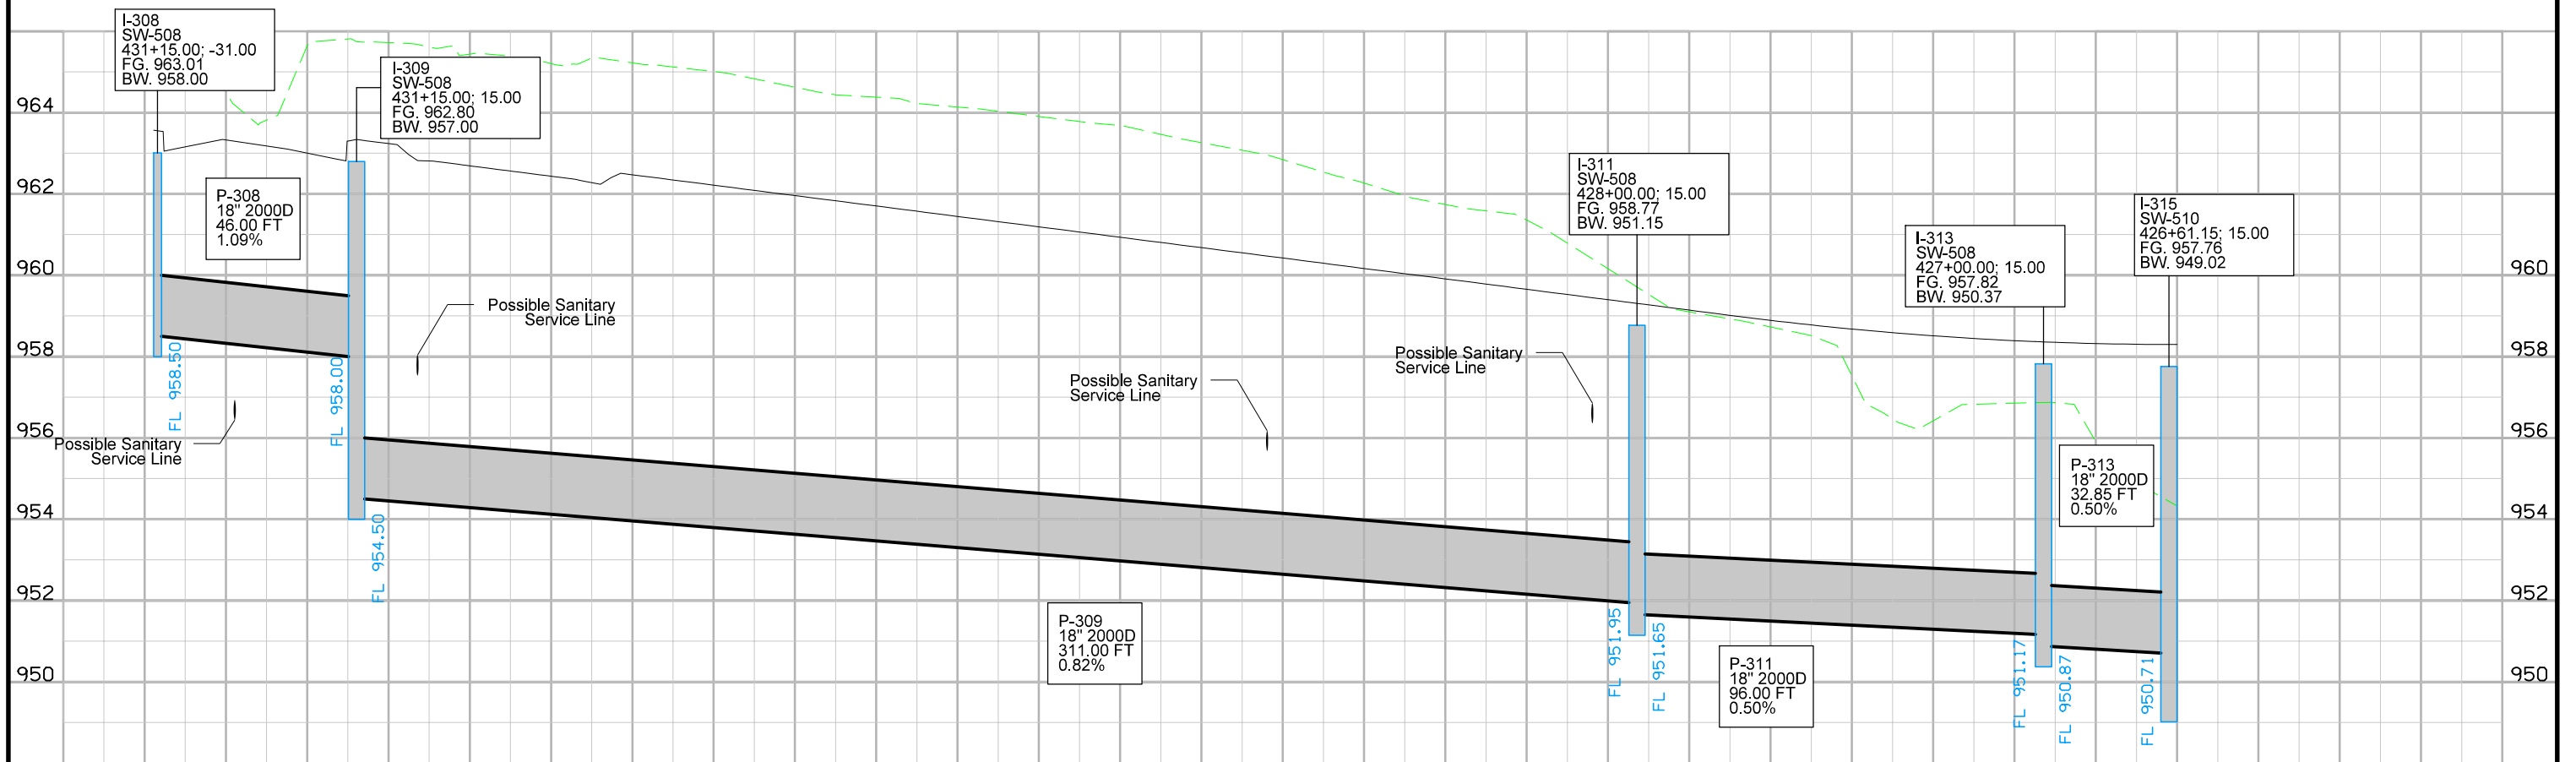 I-308
SW-508
431+15.00; -31.00
FG. 963.01
BW. 958.00
I-309
SW-508
431+15.00; 15.00
FG. 962.80
BW. 957.00
I-311
SW-508
428+00.00; 15.00
FG. 958.77
BW. 951.15
I-313
SW-508
427+00.00; 15.00
FG. 957.82
BW. 950.37
I-315
SW-510
426+61.15; 15.00
FG. 957.76
BW. 949.02
964
962
960
958
956
954
952
950
960
958
956
954
952
950
P-308
18" 2000D
46.00 FT
1.09%
Possible Sanitary
Service Line
Possible Sanitary
Service Line
Possible Sanitary
Service Line
Possible Sanitary
Service Line
FL 958.50
FL 958.00
FL 954.50
P-309
18" 2000D
311.00 FT
0.82%
FL 951.95
FL 951.65
P-311
18" 2000D
96.00 FT
0.50%
FL 951.17
FL 950.87
P-313
18" 2000D
32.85 FT
0.50%
FL 950.71